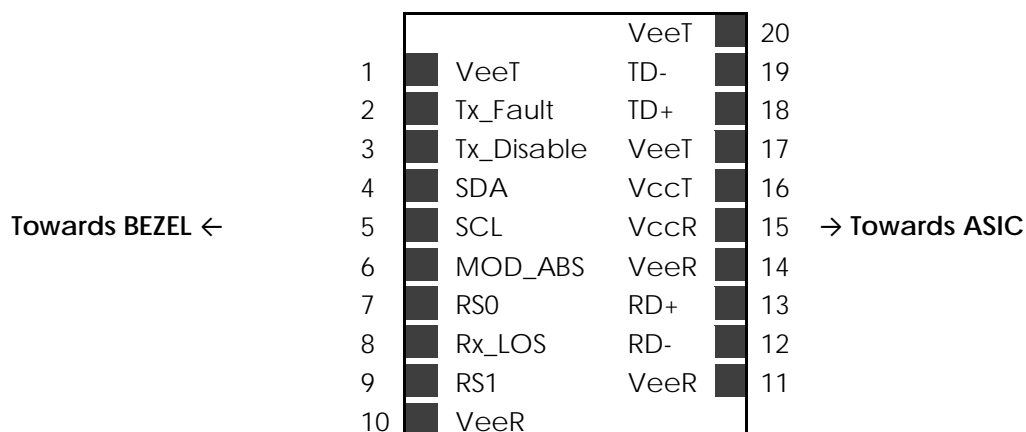 VeeT 20
1 VeeT TD- 19
2 Tx_Fault TD+ 18
3 Tx_Disable VeeT 17
4 SDA VccT 16
Towards BEZEL ← 5 SCL VccR 15 → Towards ASIC
6 MOD_ABS VeeR 14
7 RS0 RD+ 13
8 Rx_LOS RD- 12
9 RS1 VeeR 11
10 VeeR